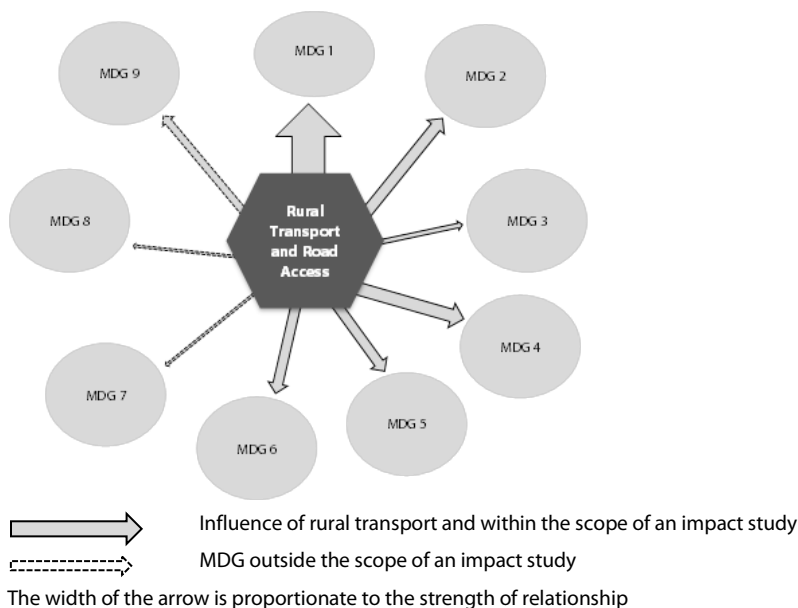 MDG 1
MDG 2
MDG 3
MDG 4
MDG 5
MDG 6
MDG 7
MDG 8
MDG 9
Rural
Transport
and Road
Access
Influence of rural transport and within the scope of an impact study
MDG outside the scope of an impact study
The width of the arrow is proportionate to the strength of relationship